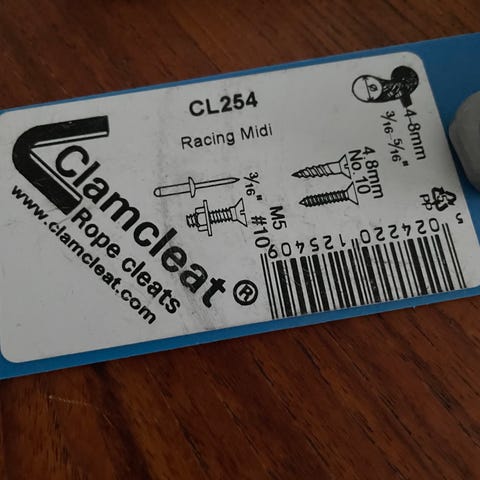 CL254
Racing Midi
Clamcleat®
Rope cleats
www.clamcleat.com
3/16"
M5
#10
4.8mm
No. 10
4-8mm
3/16-5/16"
PP
5 024220 125409